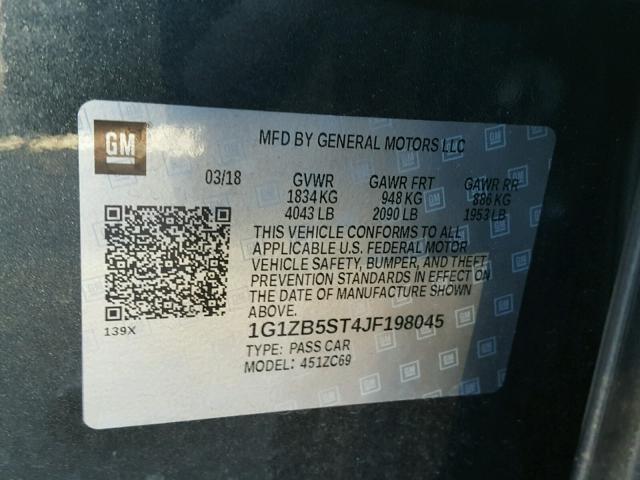 GM
MFD BY GENERAL MOTORS LLC
03/18 GVWR GAWR FRT GAWR RR
1834 KG 948 KG 886 KG
4043 LB 2090 LB 1953 LB
THIS VEHICLE CONFORMS TO ALL
APPLICABLE U.S. FEDERAL MOTOR
VEHICLE SAFETY, BUMPER, AND THEFT
PREVENTION STANDARDS IN EFFECT ON
THE DATE OF MANUFACTURE SHOWN
ABOVE.
139X
1G1ZB5ST4JF198045
TYPE: PASS CAR
MODEL: 451ZC69